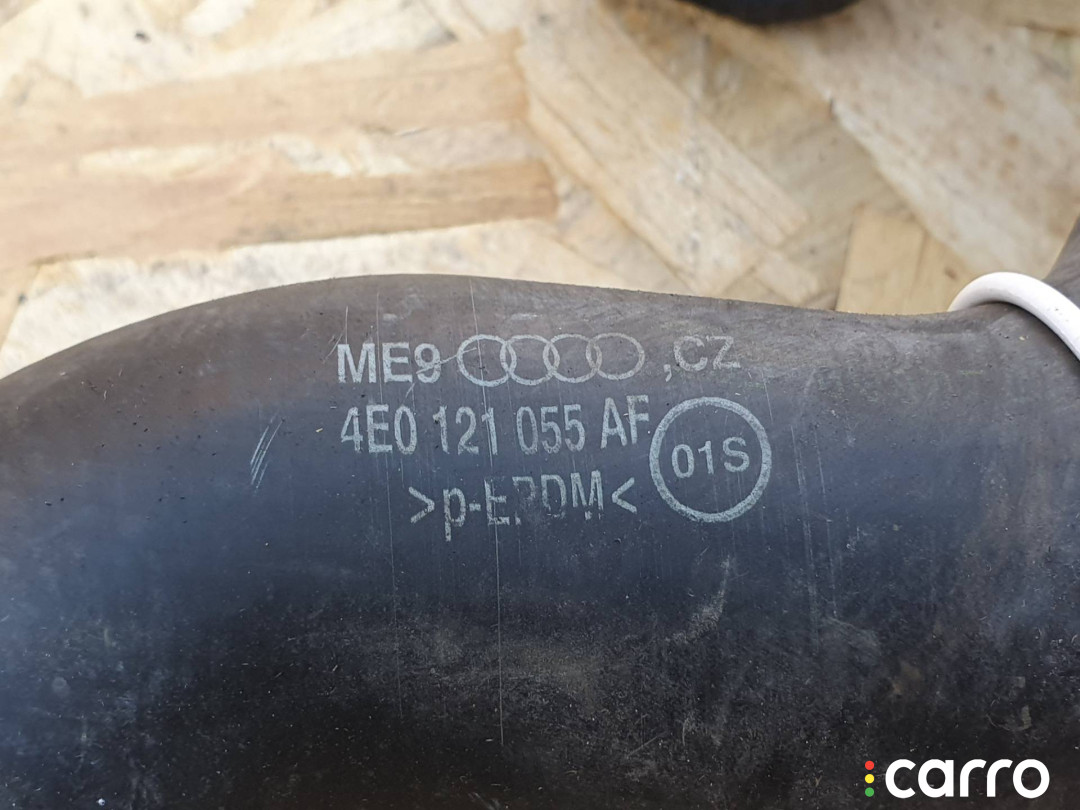 ME9 ,CZ
4E0 121 055 AF
01S
>p-EPDM<
carro